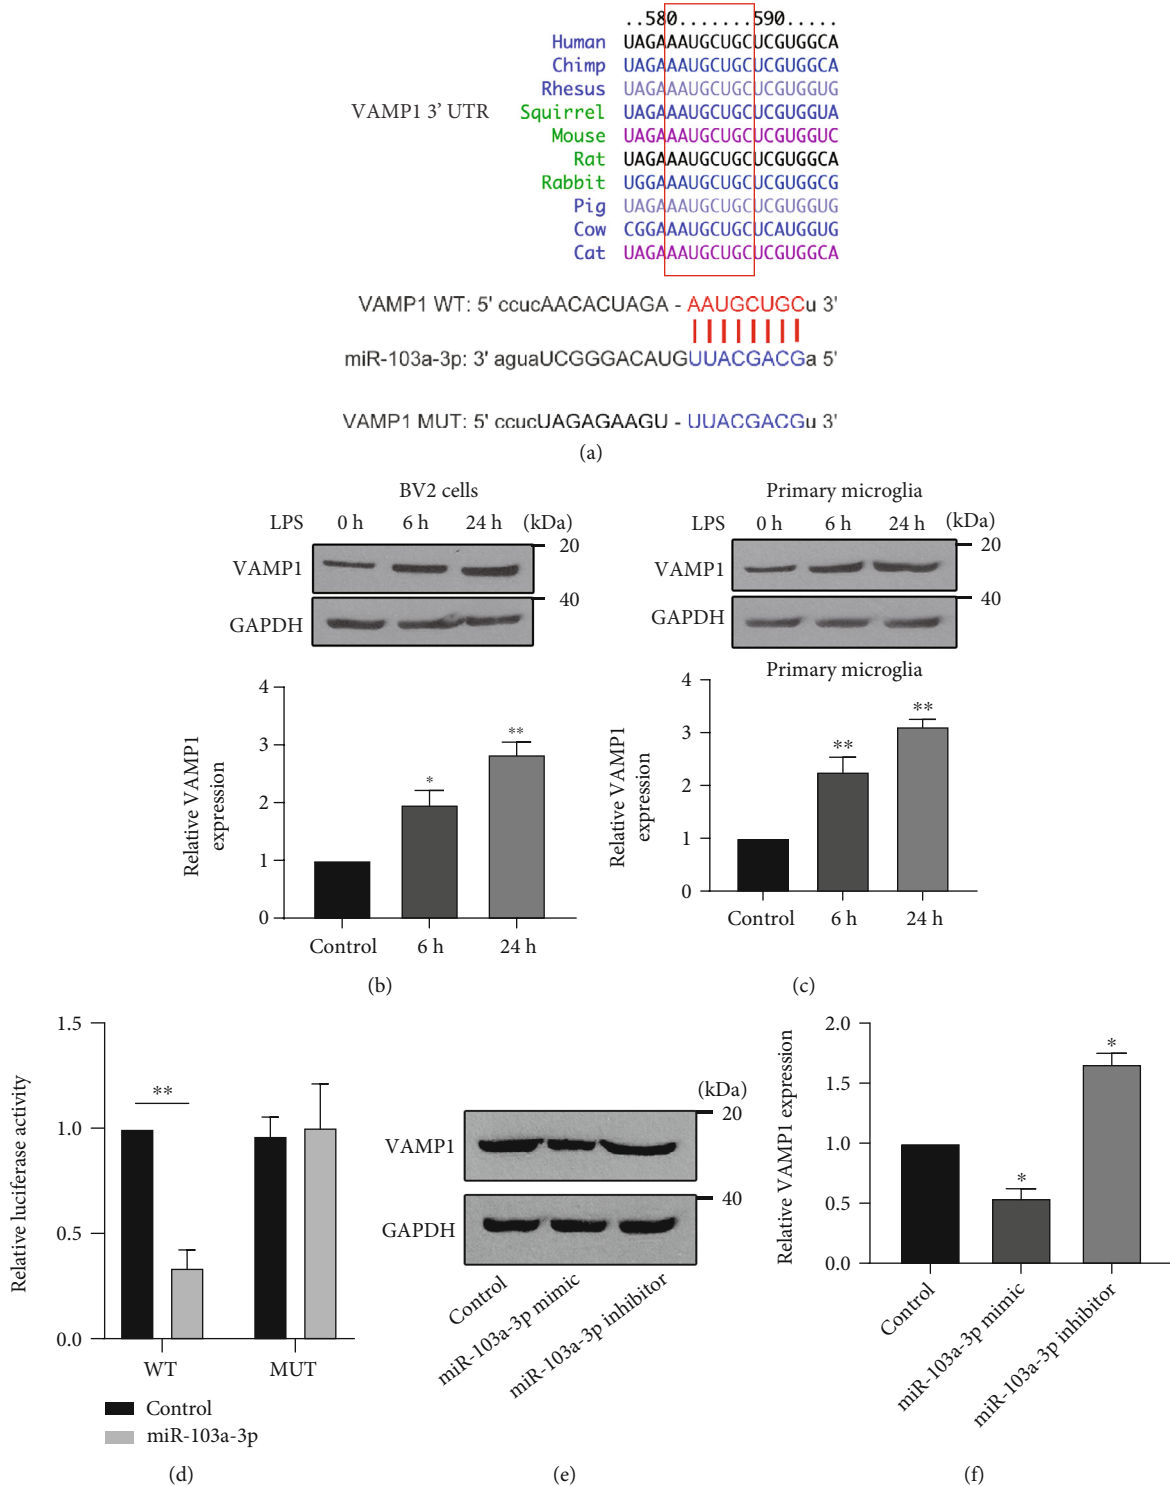 ..580.......590.....
Human UAGAAAUGCUGCUCGUGGCA
Chimp UAGAAAUGCUGCUCGUGGCA
Rhesus UAGAAAUGCUGCUCGUGGUG
VAMP1 3' UTR Squirrel UAGAAAUGCUGCUCGUGGUA
Mouse UAGAAAUGCUGCUCGUGGUC
Rat UAGAAAUGCUGCUCGUGGCA
Rabbit UGGAAAUGCUGCUCGUGGCG
Pig UAGAAAUGCUGCUCGUGGUG
Cow CGGAAAUGCUGCUCAUGGUG
Cat UAGAAAUGCUGCUCGUGGCA
VAMP1 WT: 5' ccucAACACUAGA - AAUGCUGCu 3'
miR-103a-3p: 3' aguaUCGGGACAUGUUACGACGa 5'
VAMP1 MUT: 5' ccucUAGAGAAGU - UUACGACGu 3'
(a)
BV2 cells
LPS 0 h 6 h 24 h (kDa)
20
VAMP1
40
GAPDH
4
3
2
1
0
Relative VAMP1
expression
*
**
Control 6 h 24 h
(b)
Primary microglia
LPS 0 h 6 h 24 h (kDa)
20
VAMP1
40
GAPDH
Primary microglia
4
3
2
1
0
Relative VAMP1
expression
**
**
Control 6 h 24 h
(c)
1.5
1.0
0.5
0.0
Relative luciferase activity
**
WT MUT
Control
miR-103a-3p
(d)
(kDa)
20
VAMP1
40
GAPDH
Control
miR-103a-3p mimic
miR-103a-3p inhibitor
(e)
2.0
1.5
1.0
0.5
0.0
Relative VAMP1 expression
*
*
Control
miR-103a-3p mimic
miR-103a-3p inhibitor
(f)